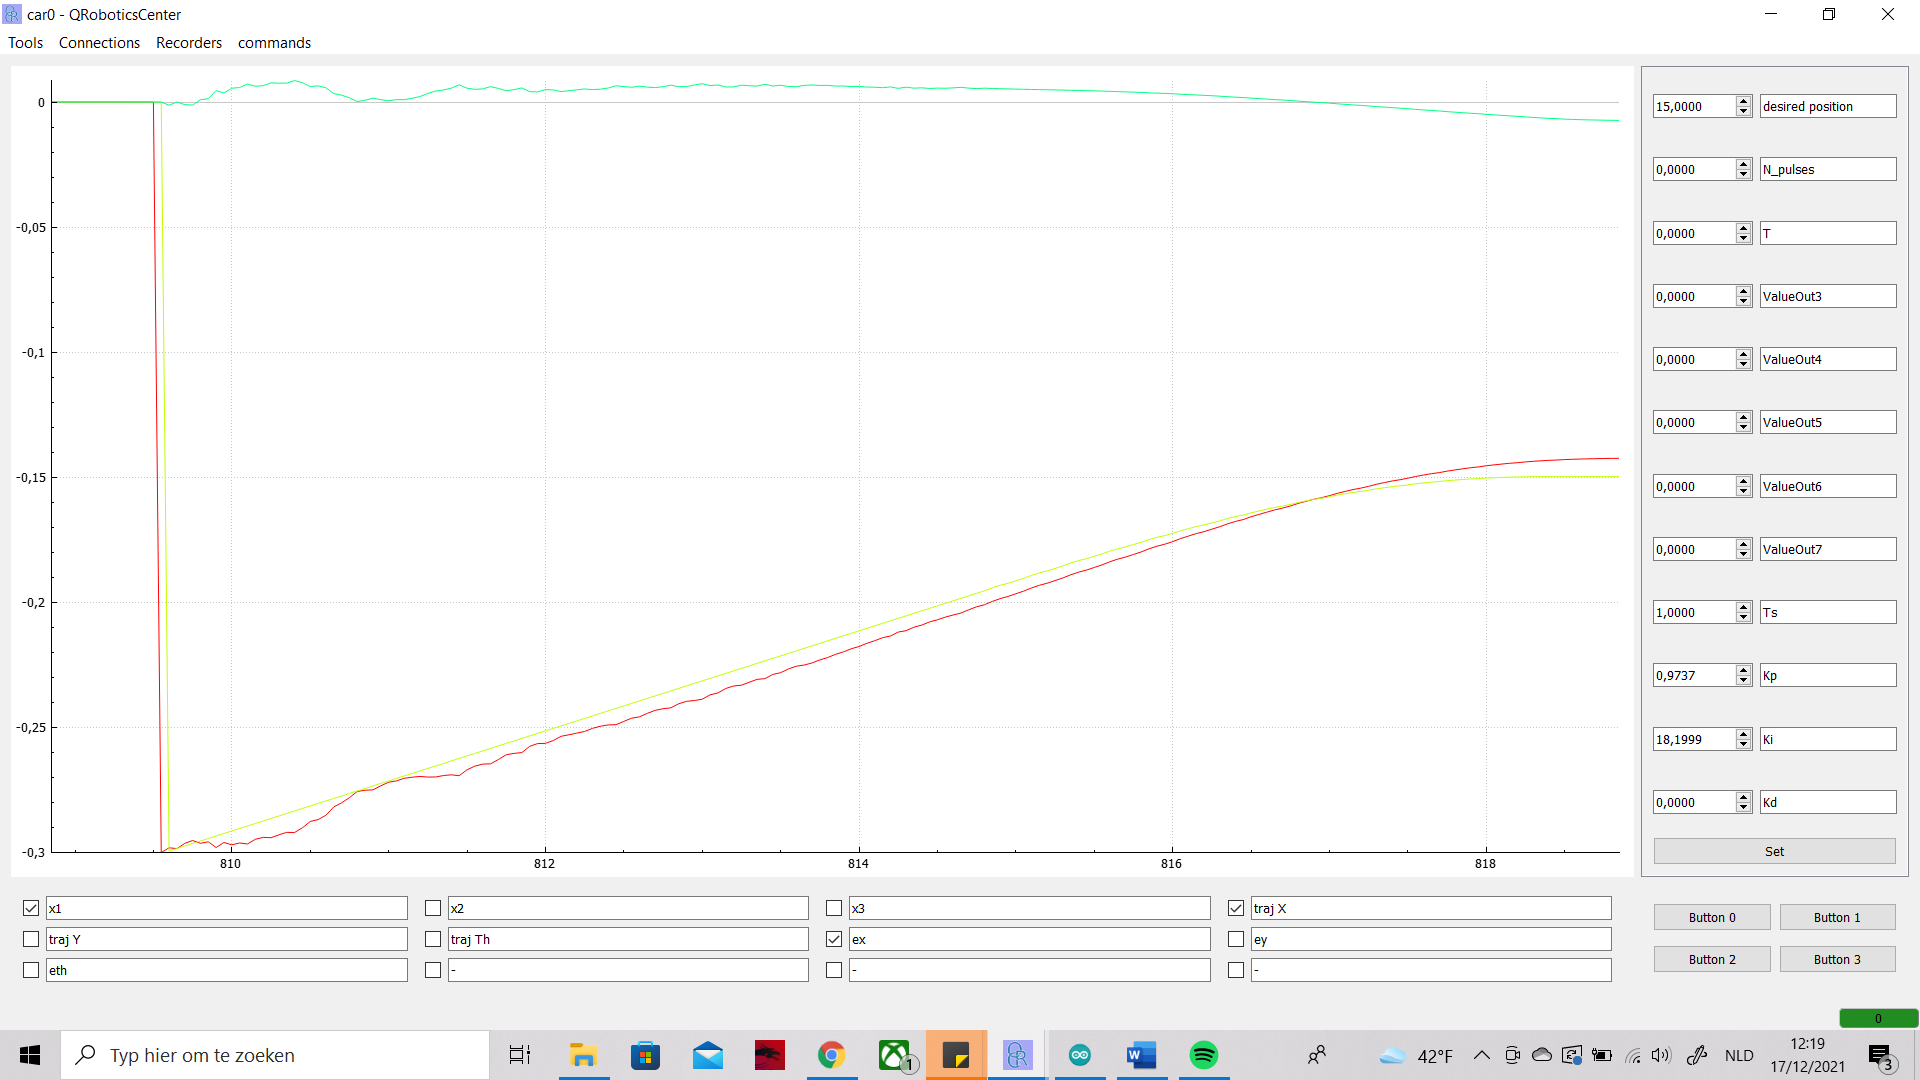 car0 - QRoboticsCenter
Tools Connections Recorders commands
0
-0,05
-0,1
-0,15
-0,2
-0,25
-0,3
810 812 814 816 818
15,0000 desired position
0,0000 N_pulses
0,0000 T
0,0000 ValueOut3
0,0000 ValueOut4
0,0000 ValueOut5
0,0000 ValueOut6
0,0000 ValueOut7
1,0000 Ts
0,9737 Kp
18,1999 Ki
0,0000 Kd
Set
x1 x2 x3 traj X
traj Y traj Th ex ey
eth - - -
Button 0 Button 1
Button 2 Button 3
0
Typ hier om te zoeken
1
42°F
NLD
12:19
17/12/2021
3